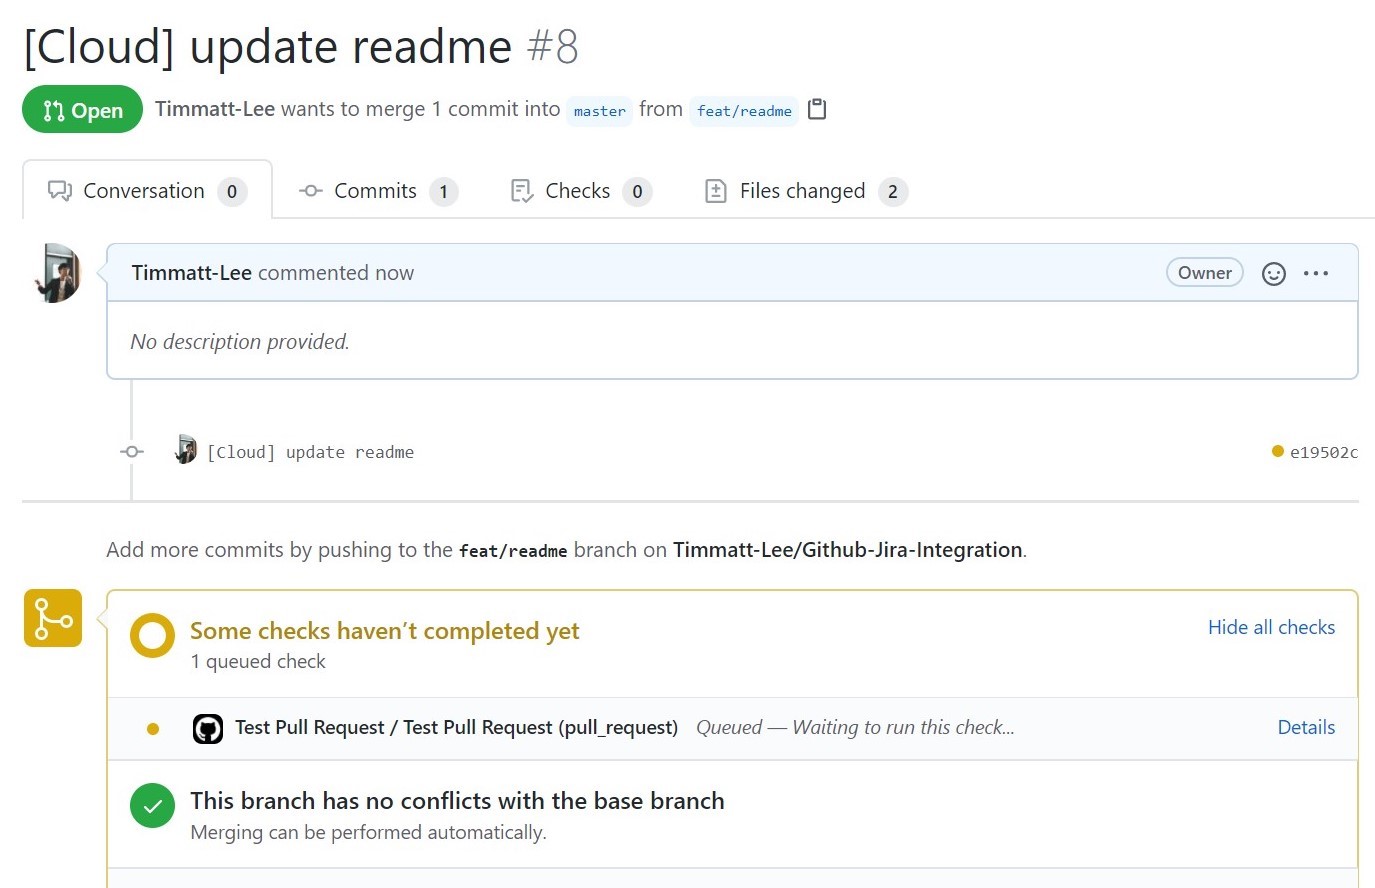 [Cloud] update readme #8
Open Timmatt-Lee wants to merge 1 commit into master from feat/readme
Conversation 0 Commits 1 Checks 0 Files changed 2
Timmatt-Lee commented now Owner
No description provided.
[Cloud] update readme e19502c
Add more commits by pushing to the feat/readme branch on Timmatt-Lee/Github-Jira-Integration.
Some checks haven’t completed yet Hide all checks
1 queued check
Test Pull Request / Test Pull Request (pull_request) Queued — Waiting to run this check... Details
This branch has no conflicts with the base branch
Merging can be performed automatically.